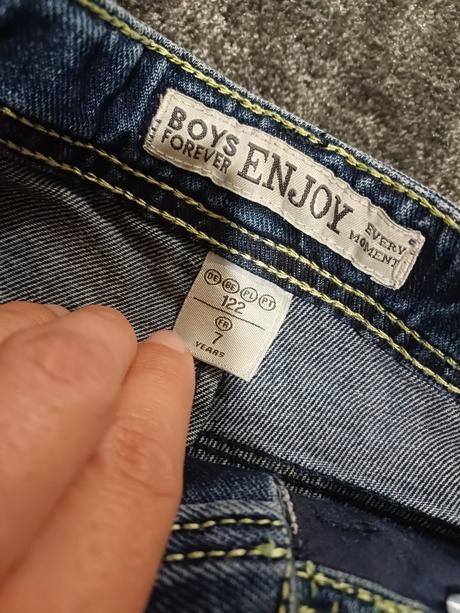 BOYS
FOREVER
ENJOY
EVERY
MOMENT
DE BE PL PT
122
FR
7
YEARS